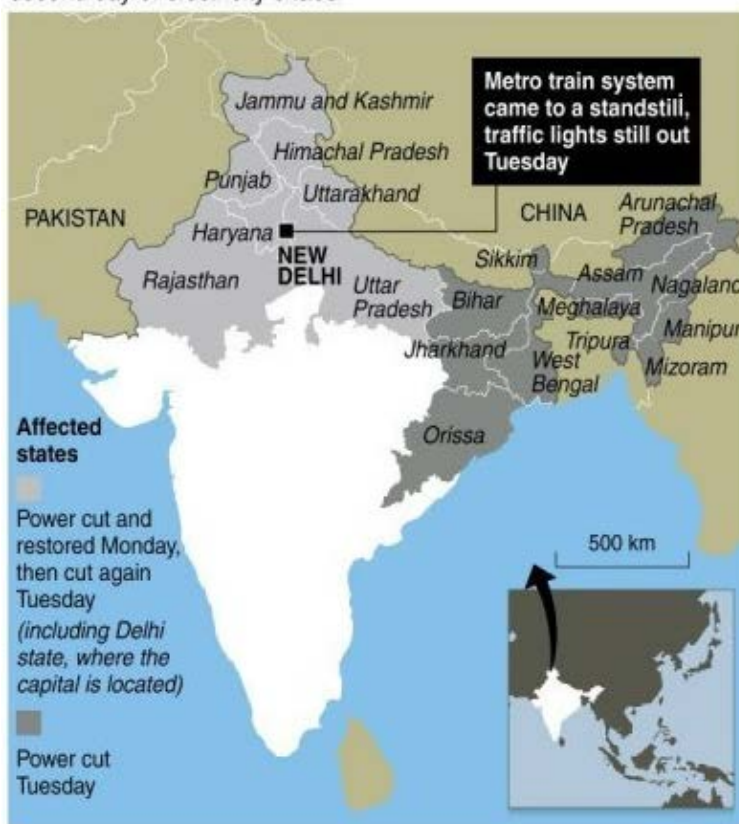 Metro train system
came to a standstill,
traffic lights still out
Tuesday
Jammu and Kashmir
Himachal Pradesh
Punjab
Uttarakhand
PAKISTAN
Haryana
NEW
DELHI
CHINA
Arunachal
Pradesh
Rajasthan
Uttar
Pradesh
Sikkim
Assam
Nagaland
Bihar
Meghalaya
Manipur
Jharkhand
Tripura
West
Bengal
Mizoram
Orissa
Affected
states
Power cut and
restored Monday,
then cut again
Tuesday
(including Delhi
state, where the
capital is located)
Power cut
Tuesday
500 km